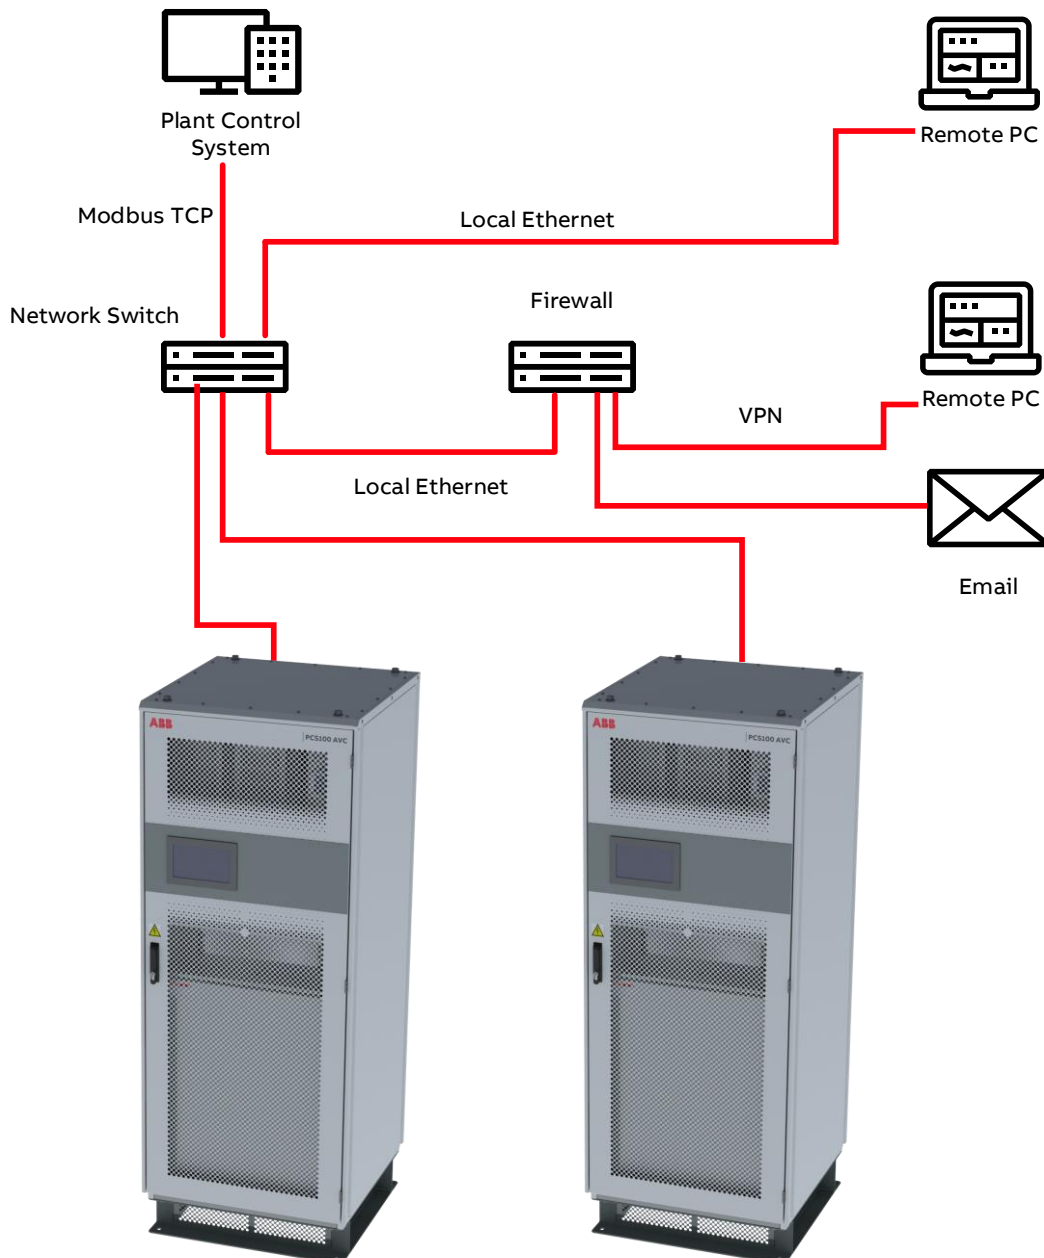 Plant Control
System
Remote PC
Modbus TCP
Local Ethernet
Network Switch
Firewall
Remote PC
VPN
Local Ethernet
Email
ABB
PCS100 AVC
ABB
PCS100 AVC